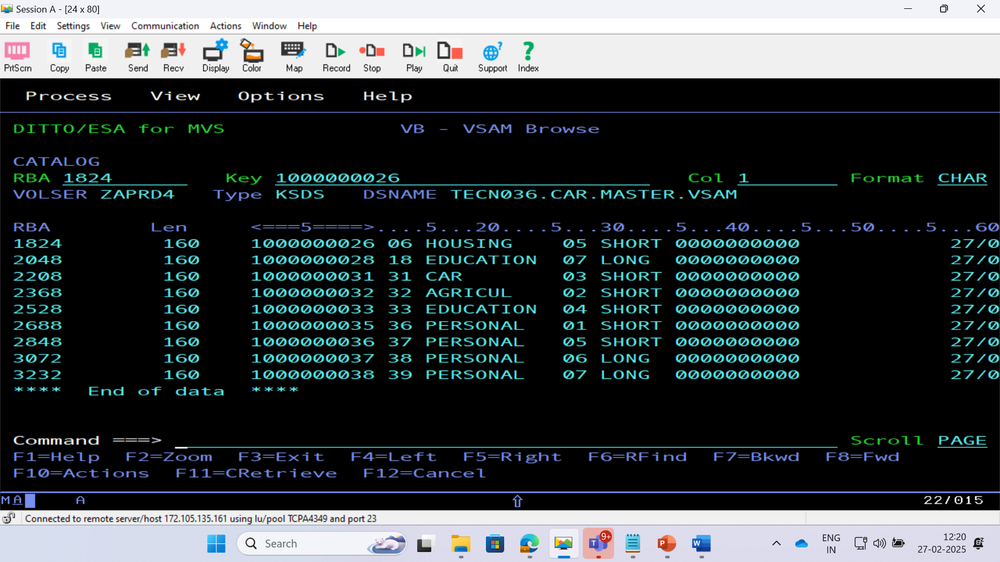 Session A - [24 x 80]
File Edit Settings View Communication Actions Window Help
PrtScrn Copy Paste Send Recv Display Color Map Record Stop Play Quit Support Index
Process View Options Help
DITTO/ESA for MVS VB - VSAM Browse
CATALOG
RBA 1824 Key 1000000026 Col 1 Format CHAR
VOLSER ZAPRD4 Type KSDS DSNAME TECN036.CAR.MASTER.VSAM
RBA Len <===5====>....5...20....5...30....5...40....5...50....5...60
1824 160 1000000026 06 HOUSING 05 SHORT 0000000000 27/0
2048 160 1000000028 18 EDUCATION 07 LONG 0000000000 27/0
2208 160 1000000031 31 CAR 03 SHORT 0000000000 27/0
2368 160 1000000032 32 AGRICUL 02 SHORT 0000000000 27/0
2528 160 1000000033 33 EDUCATION 04 SHORT 0000000000 27/0
2688 160 1000000035 36 PERSONAL 01 SHORT 0000000000 27/0
2848 160 1000000036 37 PERSONAL 05 SHORT 0000000000 27/0
3072 160 1000000037 38 PERSONAL 06 LONG 0000000000 27/0
3232 160 1000000038 39 PERSONAL 07 LONG 0000000000 27/0
**** End of data ****
Command ===> Scroll PAGE
F1=Help F2=Zoom F3=Exit F4=Left F5=Right F6=RFind F7=Bkwd F8=Fwd
F10=Actions F11=CRetrieve F12=Cancel
MA A 22/015
Connected to remote server/host 172.105.135.161 using lu/pool TCPA4349 and port 23
Search 9+ ENG 12:20
IN 27-02-2025